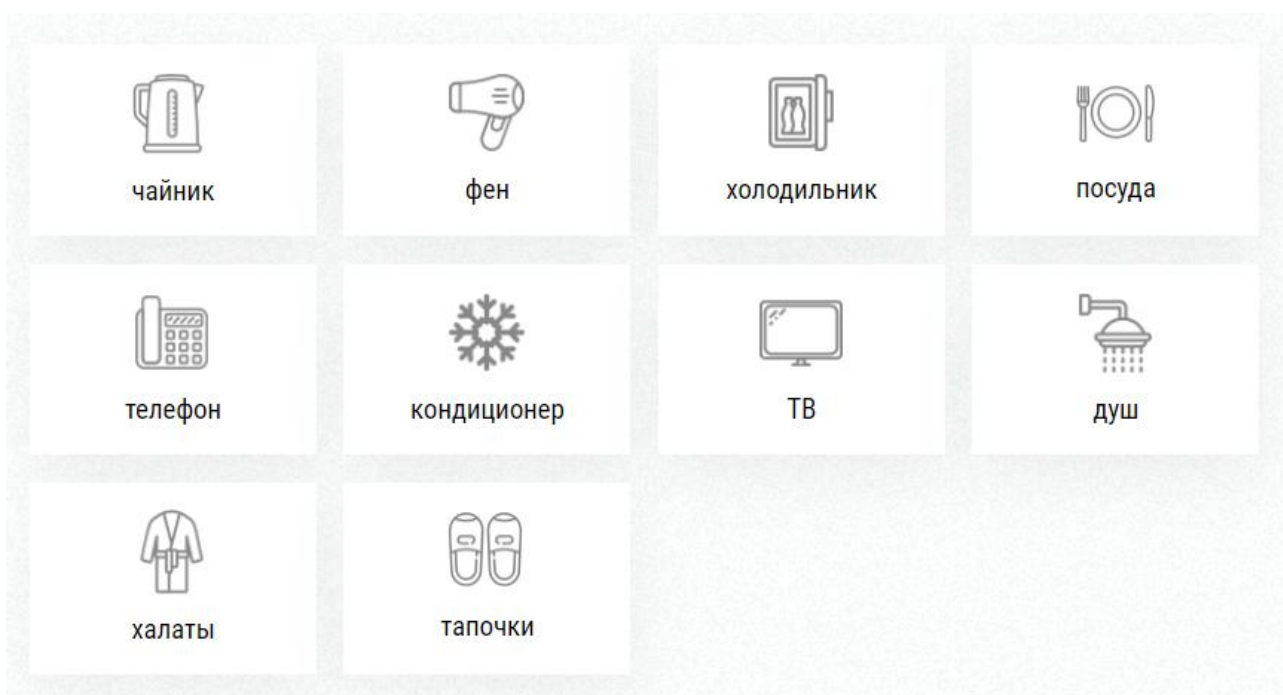 чайник
фен
холодильник
посуда
телефон
кондиционер
ТВ
душ
халаты
тапочки